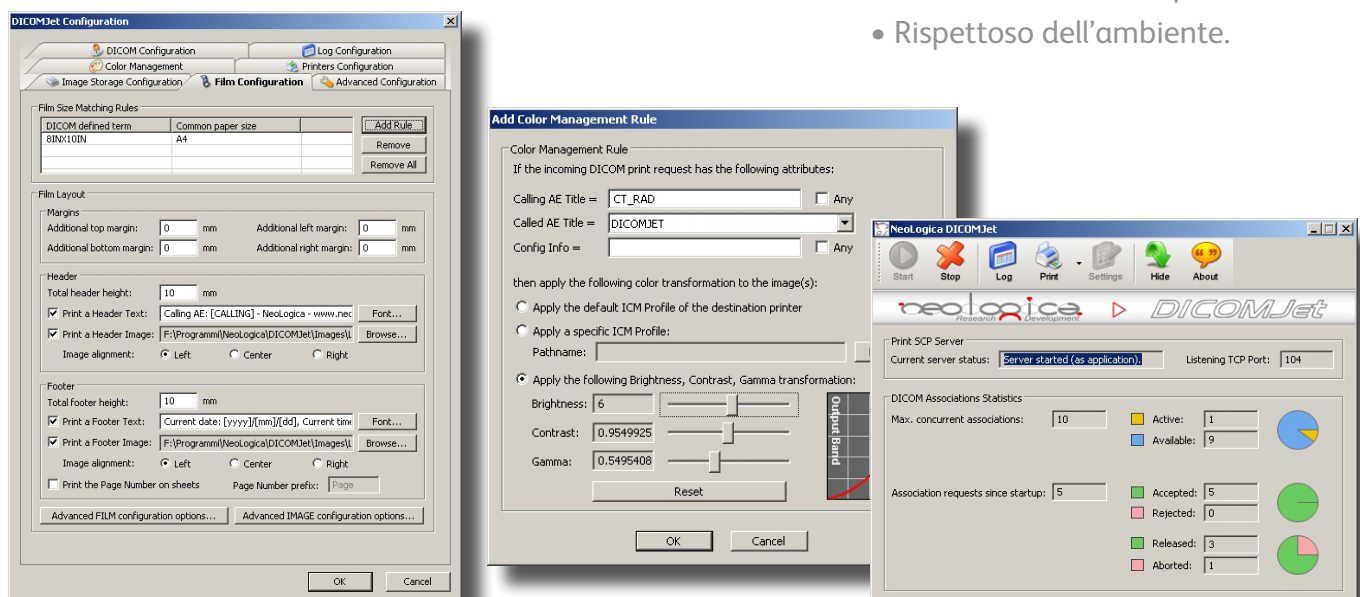 • Rispettoso dell'ambiente.
DICOMJet Configuration
DICOM Configuration
Log Configuration
Color Management
Printers Configuration
Image Storage Configuration
Film Configuration
Advanced Configuration
Film Size Matching Rules
DICOM defined term
Common paper size
8INX10IN
A4
Add Rule
Remove
Remove All
Film Layout
Margins
Additional top margin: 0 mm
Additional left margin: 0 mm
Additional bottom margin: 0 mm
Additional right margin: 0 mm
Header
Total header height: 10 mm
Print a Header Text: Calling AE: [CALLING] - NeoLogica - www.neo Font...
Print a Header Image: F:\Programmi\NeoLogica\DICOMJet\Images\L Browse...
Image alignment: Left Center Right
Footer
Total footer height: 10 mm
Print a Footer Text: Current date: [yyyy]/[mm]/[dd], Current time Font...
Print a Footer Image: F:\Programmi\NeoLogica\DICOMJet\Images\L Browse...
Image alignment: Left Center Right
Print the Page Number on sheets Page Number prefix: Page
Advanced FILM configuration options...
Advanced IMAGE configuration options...
OK
Cancel
Add Color Management Rule
Color Management Rule
If the incoming DICOM print request has the following attributes:
Calling AE Title = CT_RAD Any
Called AE Title = DICOMJET
Config Info = Any
then apply the following color transformation to the image(s):
Apply the default ICM Profile of the destination printer
Apply a specific ICM Profile:
Pathname:
Apply the following Brightness, Contrast, Gamma transformation:
Brightness: 6
Contrast: 0.9549925
Gamma: 0.5495408
Output Band
Reset
OK
Cancel
NeoLogica DICOMJet
Start
Stop
Log
Print
Settings
Hide
About
neologica
Research Development
DICOMJet
Print SCP Server
Current server status: Server started (as application).
Listening TCP Port: 104
DICOM Associations Statistics
Max. concurrent associations: 10
Active: 1
Available: 9
Association requests since startup: 5
Accepted: 5
Rejected: 0
Released: 3
Aborted: 1